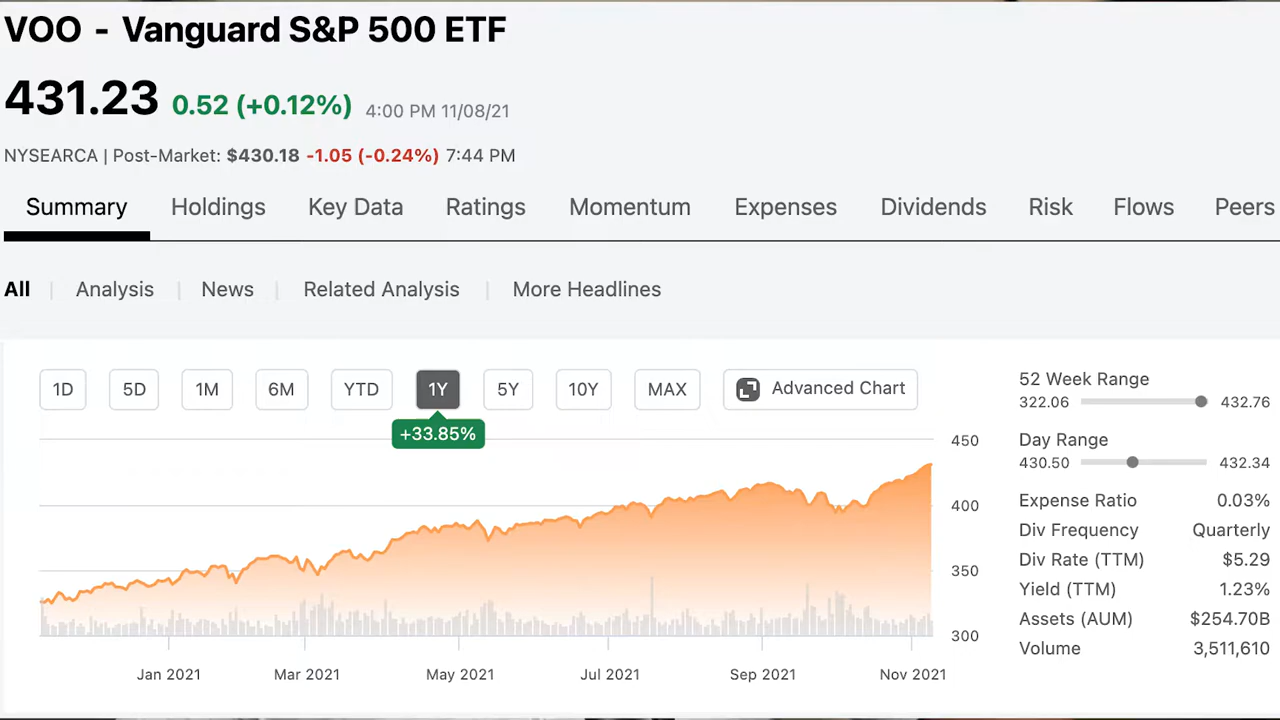 VOO - Vanguard S&P 500 ETF
431.23 0.52 (+0.12%) 4:00 PM 11/08/21
NYSEARCA | Post-Market: $430.18 -1.05 (-0.24%) 7:44 PM
Summary Holdings Key Data Ratings Momentum Expenses Dividends Risk Flows Peers
All | Analysis | News | Related Analysis | More Headlines
1D 5D 1M 6M YTD 1Y 5Y 10Y MAX Advanced Chart
+33.85%
450
400
350
300
Jan 2021 Mar 2021 May 2021 Jul 2021 Sep 2021 Nov 2021
52 Week Range
322.06 432.76
Day Range
430.50 432.34
Expense Ratio 0.03%
Div Frequency Quarterly
Div Rate (TTM) $5.29
Yield (TTM) 1.23%
Assets (AUM) $254.70B
Volume 3,511,610